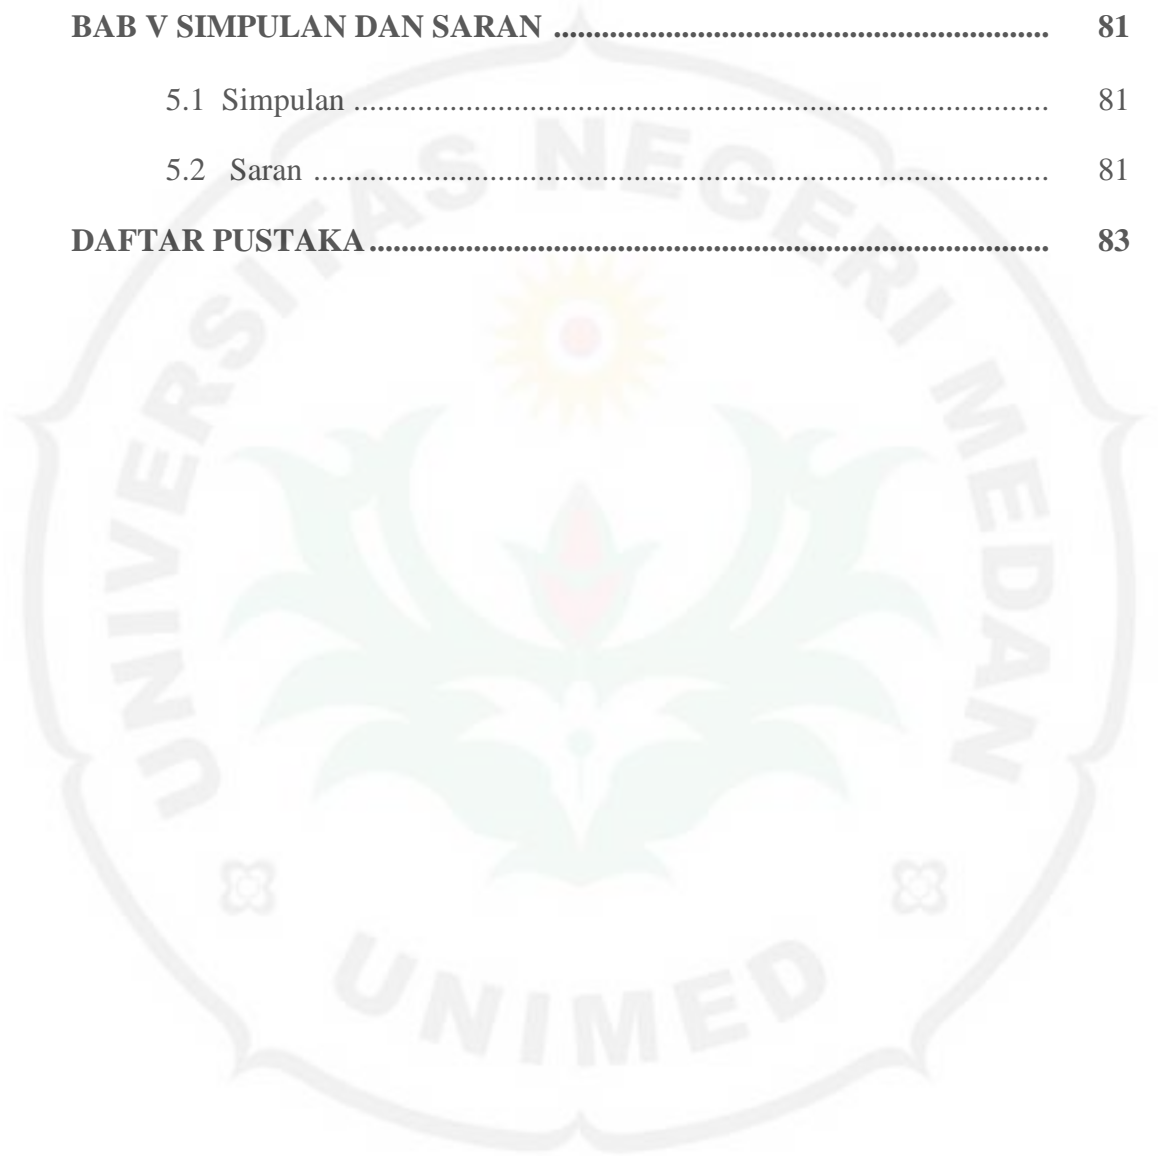 BAB V SIMPULAN DAN SARAN .............................................................. 81
5.1 Simpulan ....................................................................................... 81
5.2 Saran ............................................................................................ 81
DAFTAR PUSTAKA..................................................................................... 83
UNIVERSITAS NEGERI MEDAN
UNIMED